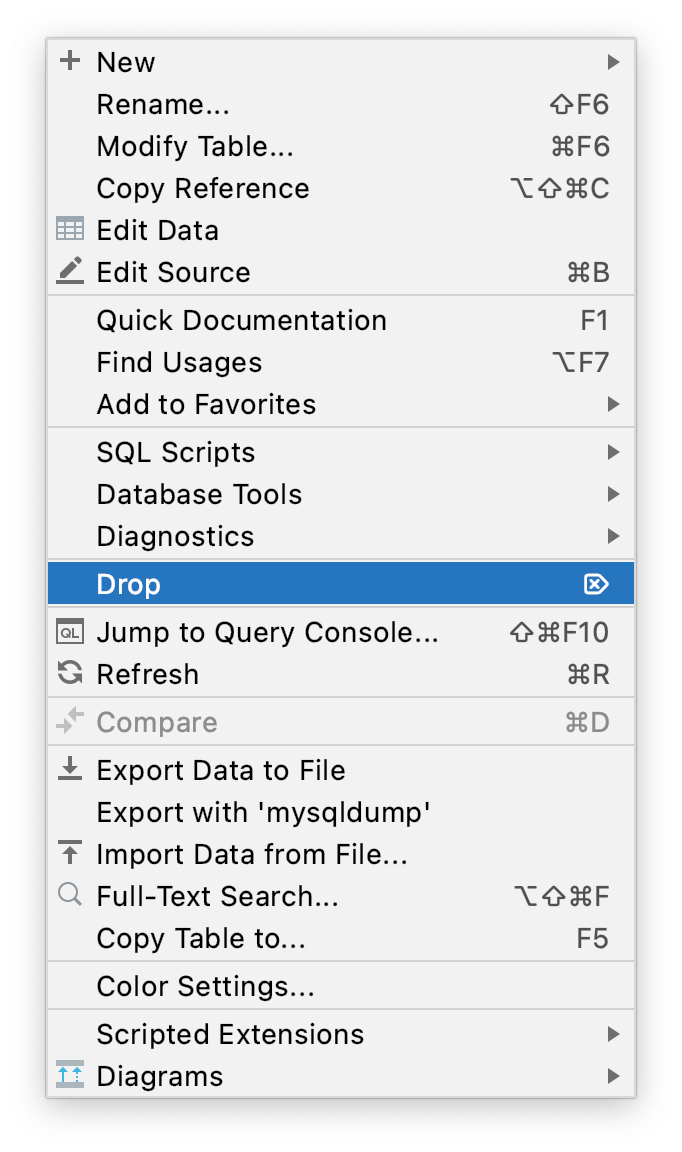 New
Rename... ⇧F6
Modify Table... ⌘F6
Copy Reference ⌥⇧⌘C
Edit Data
Edit Source ⌘B
Quick Documentation F1
Find Usages ⌥F7
Add to Favorites
SQL Scripts
Database Tools
Diagnostics
Drop ⌦
QL Jump to Query Console... ⇧⌘F10
Refresh ⌘R
Compare ⌘D
Export Data to File
Export with 'mysqldump'
Import Data from File...
Full-Text Search... ⌥⇧⌘F
Copy Table to... F5
Color Settings...
Scripted Extensions
Diagrams